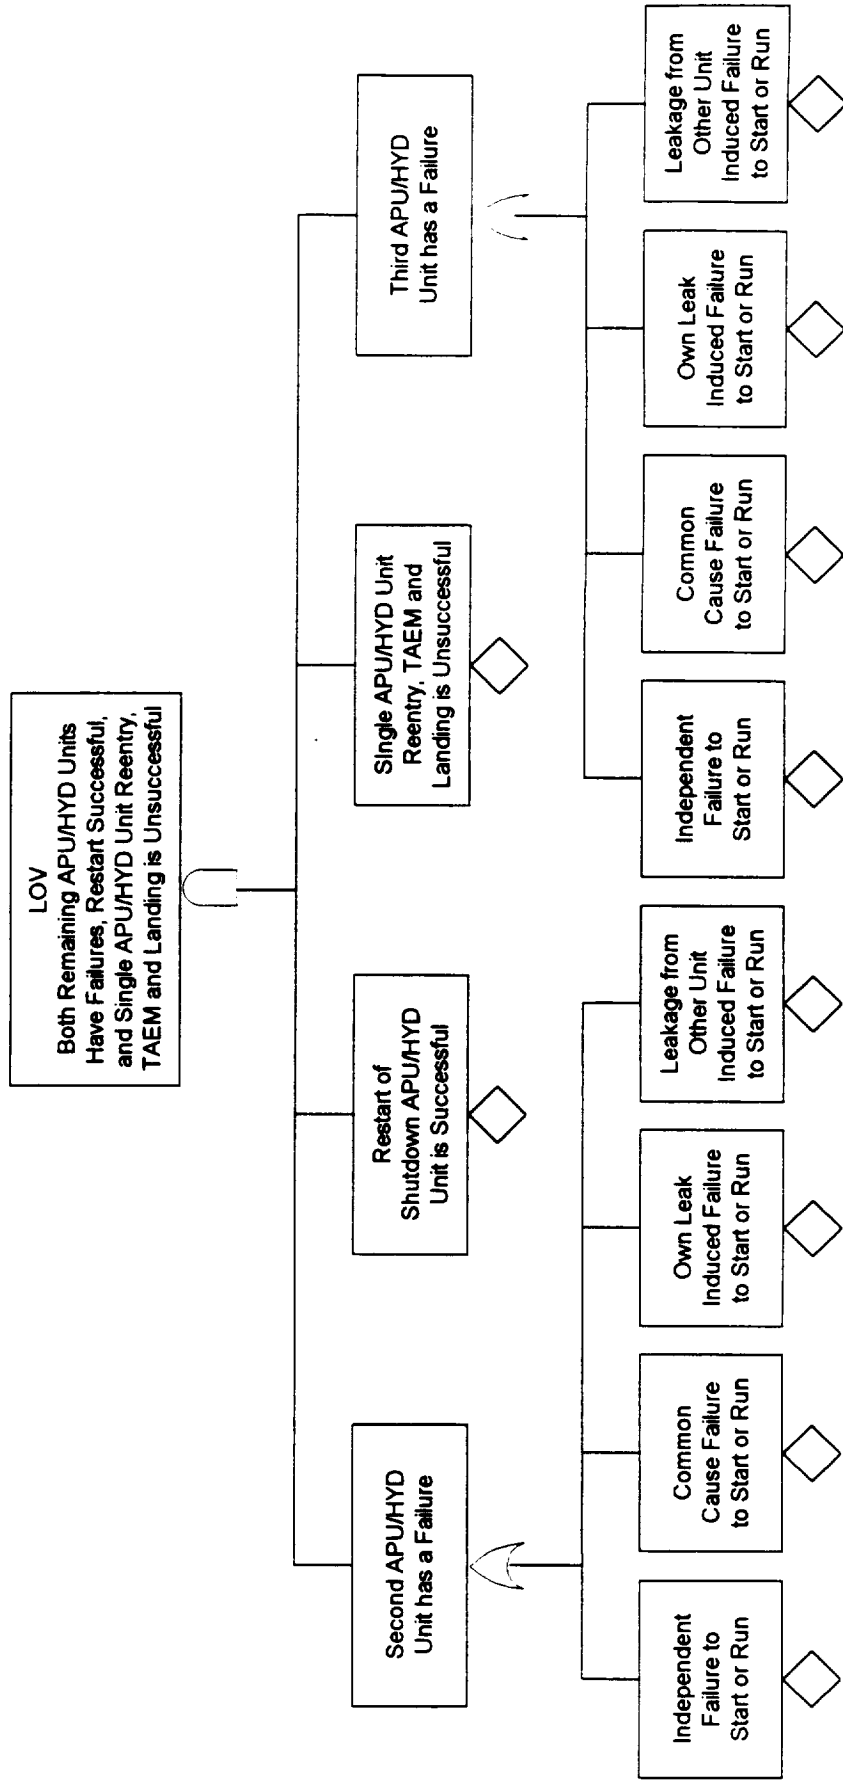 LOV
Both Remaining APU/HYD Units
Have Failures, Restart Successful,
and Single APU/HYD Unit Reentry,
TAEM and Landing is Unsuccessful
Second APU/HYD
Unit has a Failure
Restart of
Shutdown APU/HYD
Unit is Successful
Single APU/HYD Unit
Reentry, TAEM and
Landing is Unsuccessful
Third APU/HYD
Unit has a Failure
Independent
Failure to
Start or Run
Common
Cause Failure
to Start or Run
Own Leak
Induced Failure
to Start or Run
Leakage from
Other Unit
Induced Failure
to Start or Run
Independent
Failure to
Start or Run
Common
Cause Failure
to Start or Run
Own Leak
Induced Failure
to Start or Run
Leakage from
Other Unit
Induced Failure
to Start or Run